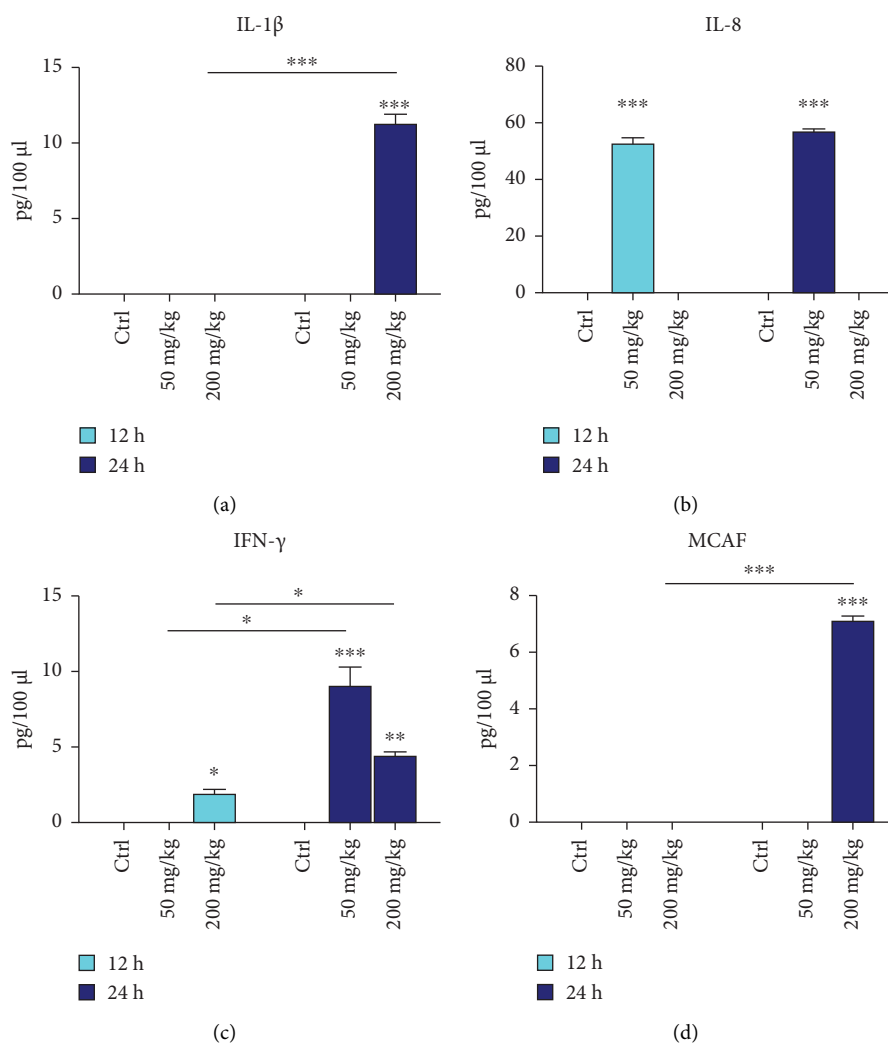 IL-1β
15
10
5
0
pg/100 µl
***
***
Ctrl
50 mg/kg
200 mg/kg
Ctrl
50 mg/kg
200 mg/kg
12 h
24 h
(a)
IL-8
80
60
40
20
0
pg/100 µl
***
***
Ctrl
50 mg/kg
200 mg/kg
Ctrl
50 mg/kg
200 mg/kg
12 h
24 h
(b)
IFN-γ
15
10
5
0
pg/100 µl
*
*
***
**
*
Ctrl
50 mg/kg
200 mg/kg
Ctrl
50 mg/kg
200 mg/kg
12 h
24 h
(c)
MCAF
8
6
4
2
0
pg/100 µl
***
***
Ctrl
50 mg/kg
200 mg/kg
Ctrl
50 mg/kg
200 mg/kg
12 h
24 h
(d)